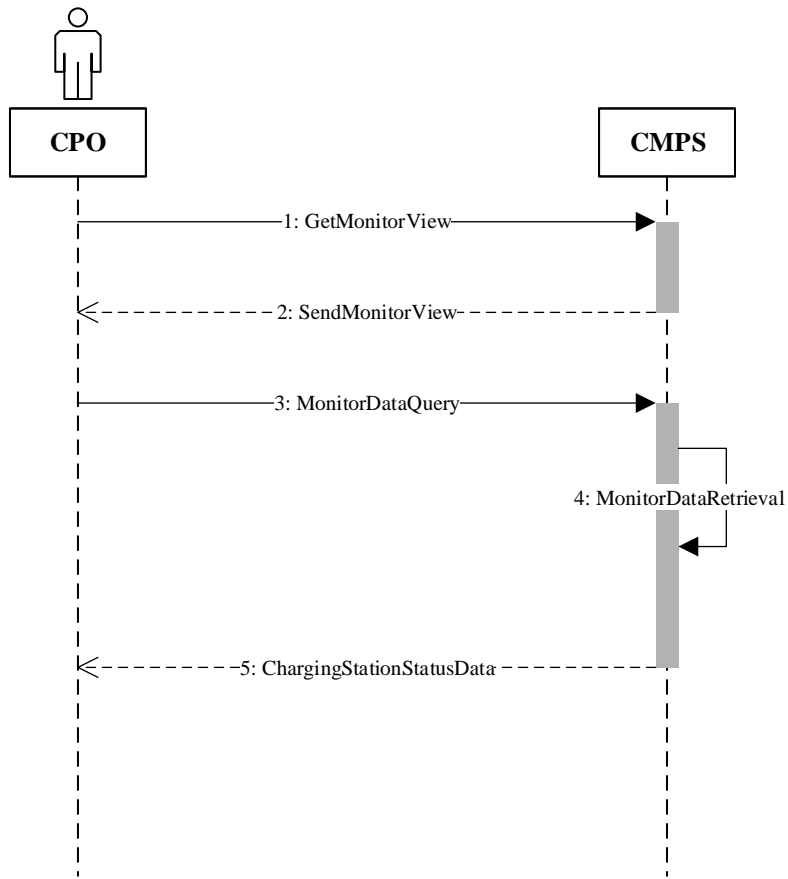 CPO
CMPS
1: GetMonitorView
2: SendMonitorView
3: MonitorDataQuery
4: MonitorDataRetrieval
5: ChargingStationStatusData